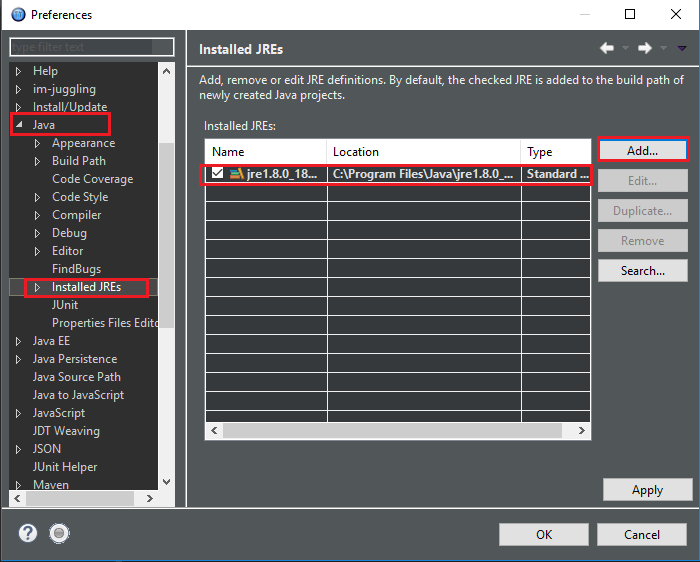 Preferences
type filter text
Help
im-juggling
Install/Update
Java
Appearance
Build Path
Code Coverage
Code Style
Compiler
Debug
Editor
FindBugs
Installed JREs
JUnit
Properties Files Edito
Java EE
Java Persistence
Java Source Path
Java to JavaScript
JavaScript
JDT Weaving
JSON
JUnit Helper
Maven
Installed JREs
Add, remove or edit JRE definitions. By default, the checked JRE is added to the build path of
newly created Java projects.
Installed JREs:
Name Location Type
jre1.8.0_18... C:\Program Files\Java\jre1.8.0_... Standard ...
Add...
Edit...
Duplicate...
Remove
Search...
Apply
OK Cancel